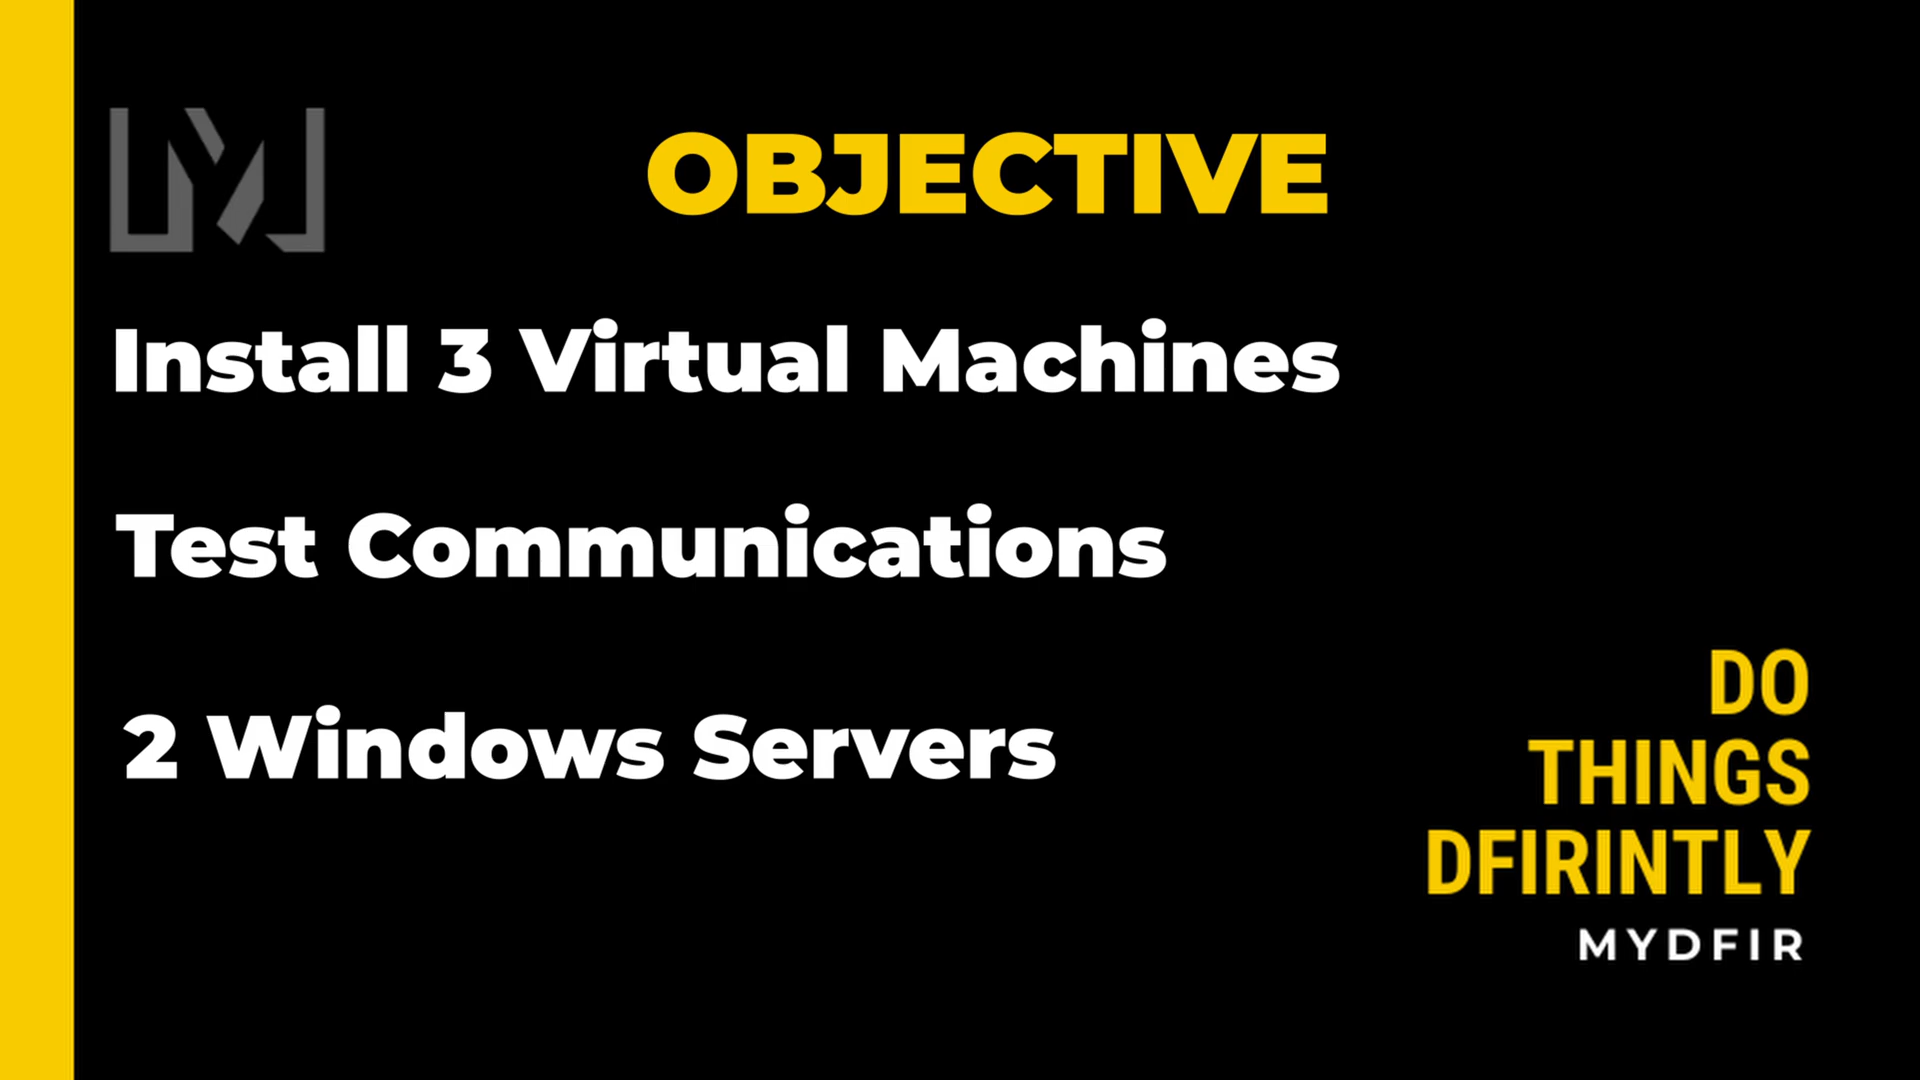 OBJECTIVE
Install 3 Virtual Machines
Test Communications
2 Windows Servers
DO
THINGS
DFIRINTLY
MYDFIR